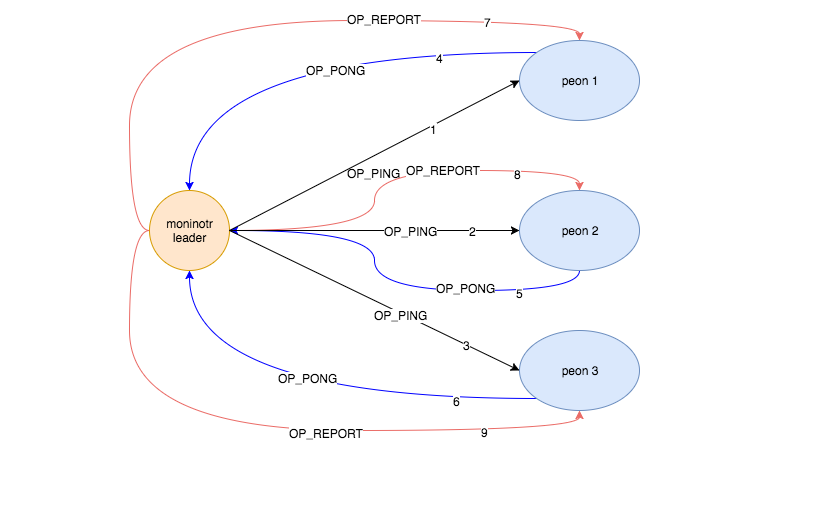 OP_REPORT
7
4
OP_PONG
peon 1
1
OP_PING
OP_REPORT
8
moninotr
leader
OP_PING
2
peon 2
OP_PONG
5
OP_PING
3
peon 3
OP_PONG
6
OP_REPORT
9